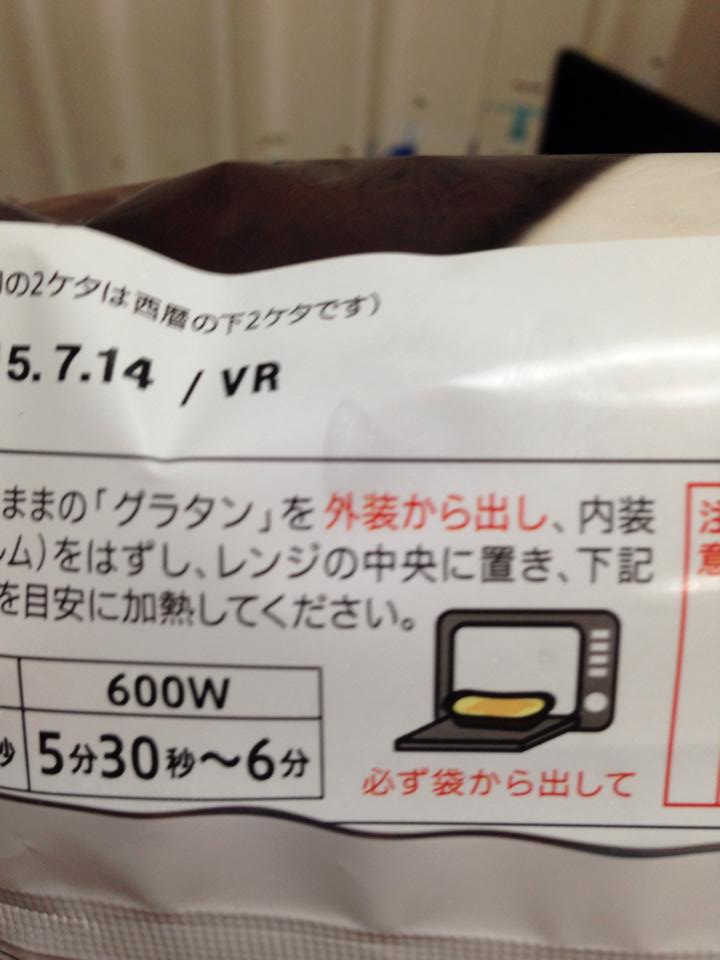 の2ケタは西暦の下2ケタです）
5.7.14 / VR
ままの「グラタン」を外装から出し、内装
ム）をはずし、レンジの中央に置き、下記
を目安に加熱してください。
注
意
600W
秒 5分30秒〜6分
必ず袋から出して